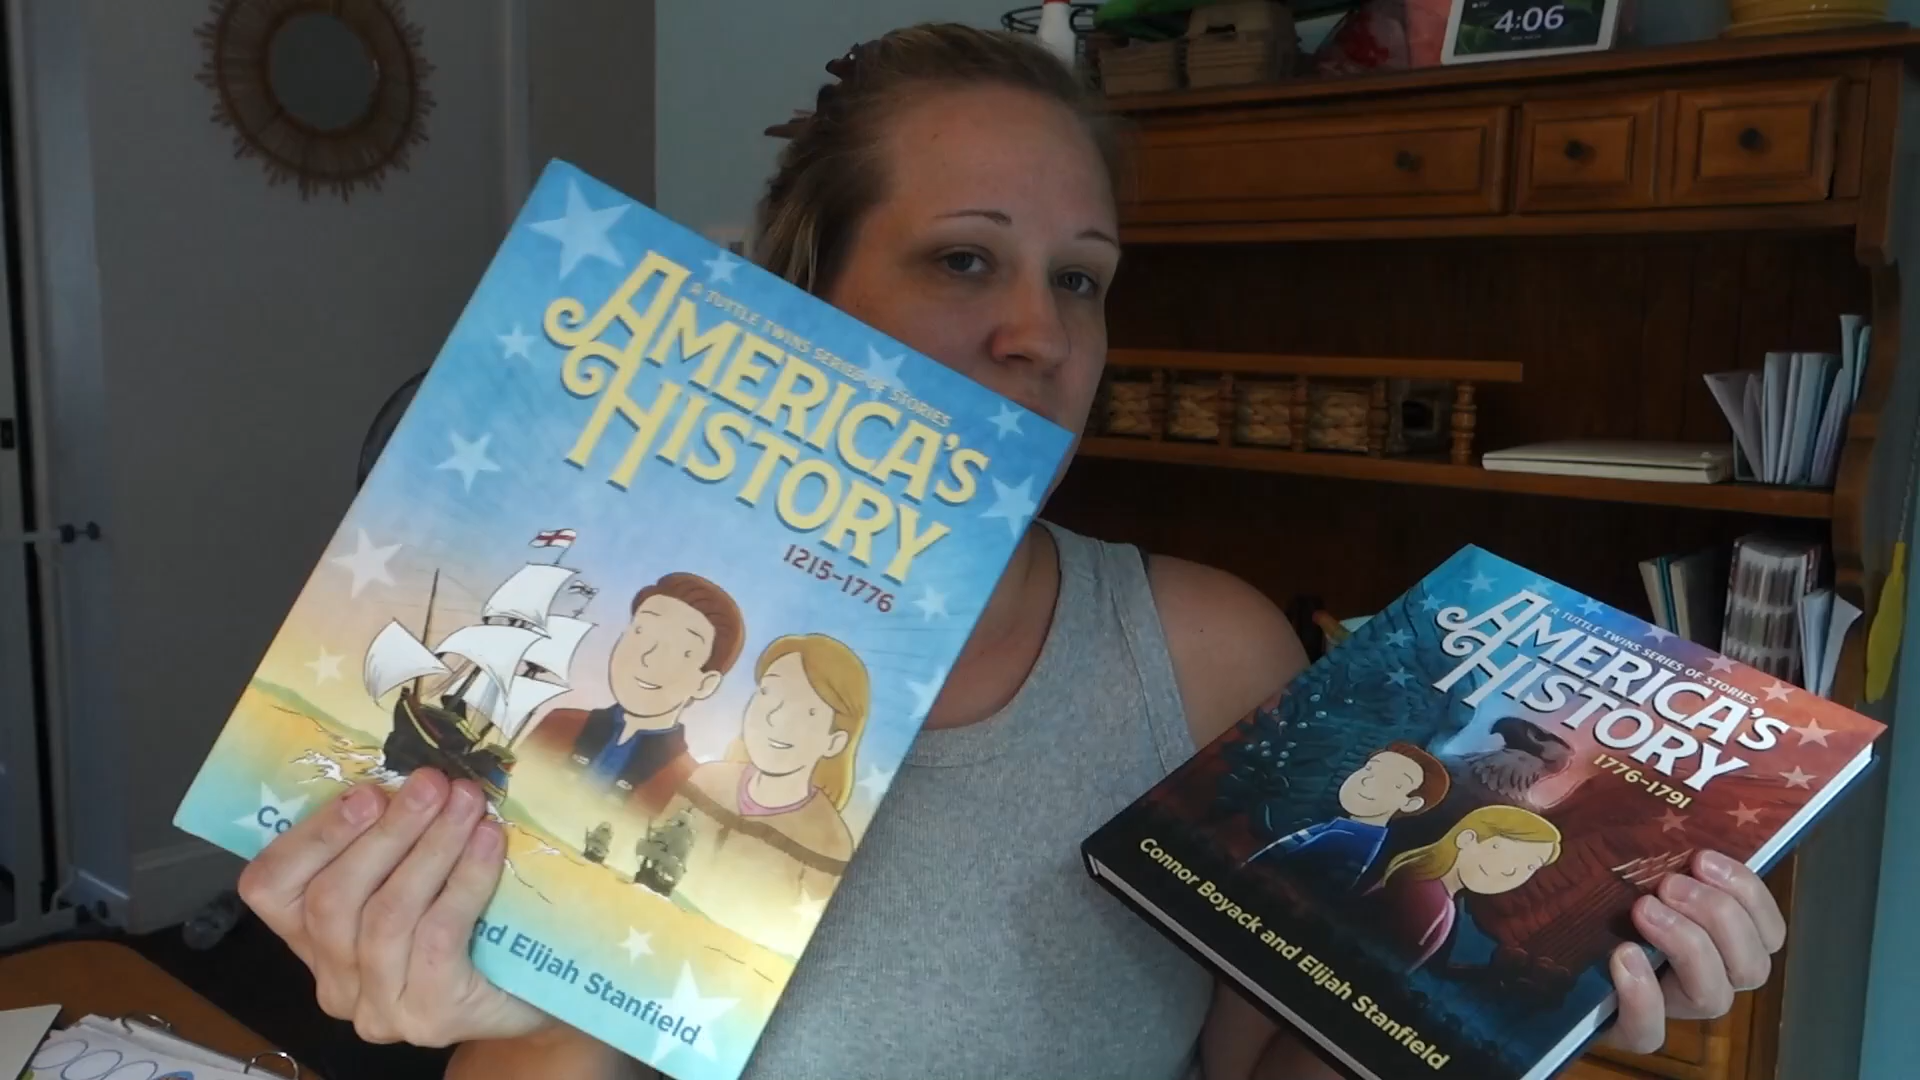 4:06
A TUTTLE TWINS SERIES OF STORIES
AMERICA'S
HISTORY
1215-1776
Co
nd Elijah Stanfield
A TUTTLE TWINS SERIES OF STORIES
AMERICA'S
HISTORY
1776-1791
Connor Boyack and Elijah Stanfield